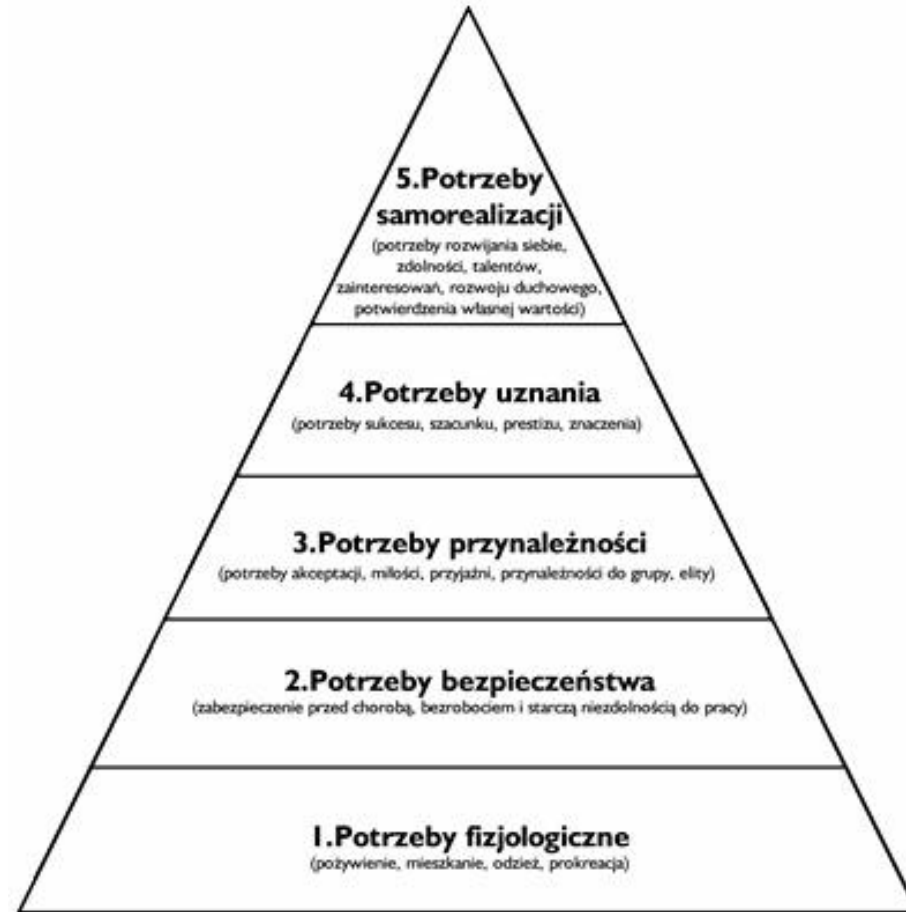 5.Potrzeby
samorealizacji
(potrzeby rozwijania siebie,
zdolności, talentów,
zainteresowań, rozwoju duchowego,
potwierdzenia własnej wartości)
4.Potrzeby uznania
(potrzeby sukcesu, szacunku, prestizu, znaczenia)
3.Potrzeby przynależności
(potrzeby akceptacji, miłości, przyjaźni, przynależności do grupy, elity)
2.Potrzeby bezpieczeństwa
(zabezpieczenie przed chorobą, bezrobociem i starczą niezdolnością do pracy)
1.Potrzeby fizjologiczne
(pożywienie, mieszkanie, odzież, prokreacja)